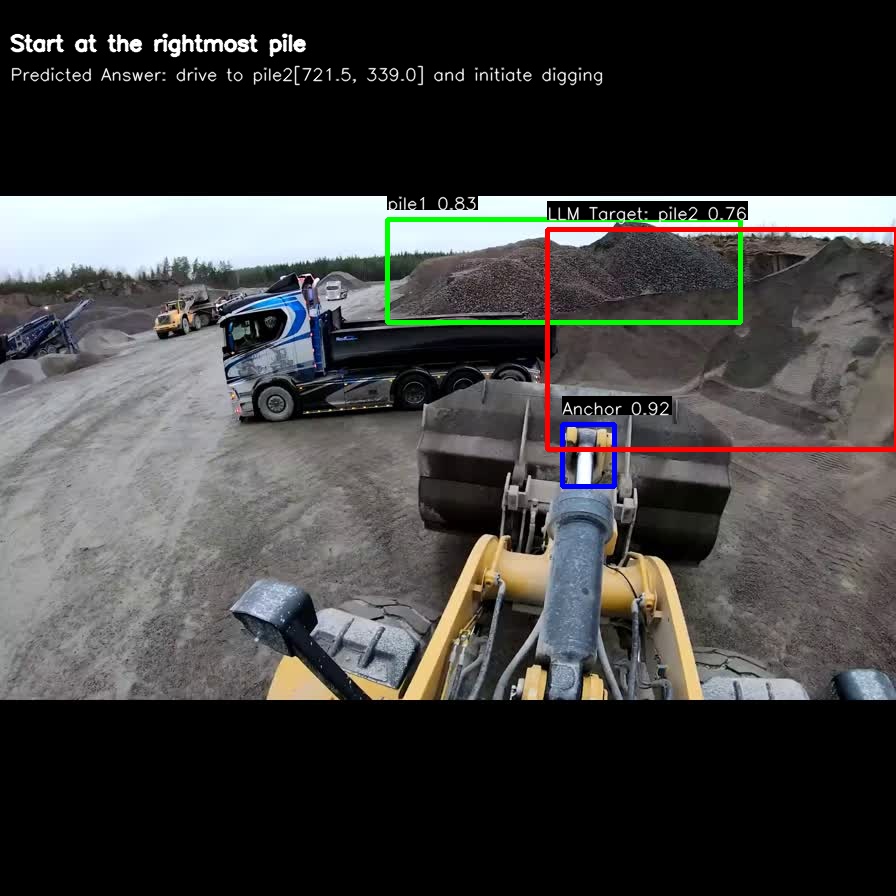 Start at the rightmost pile
Predicted Answer: drive to pile2[721.5, 339.0] and initiate digging
pile1 0.83
LLM Target: pile2 0.76
Anchor 0.92